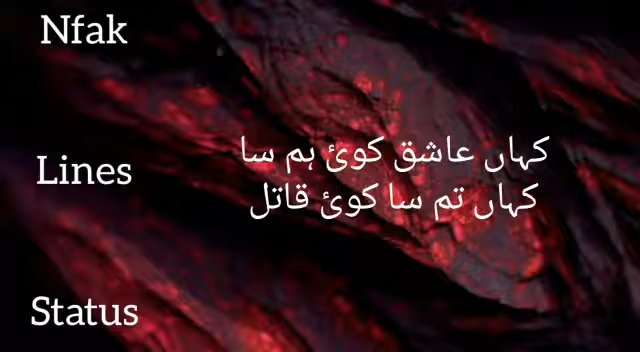 Nfak
Lines
Status
کہاں عاشق کوئ ہم سا
کہاں تم سا کوئ قاتل